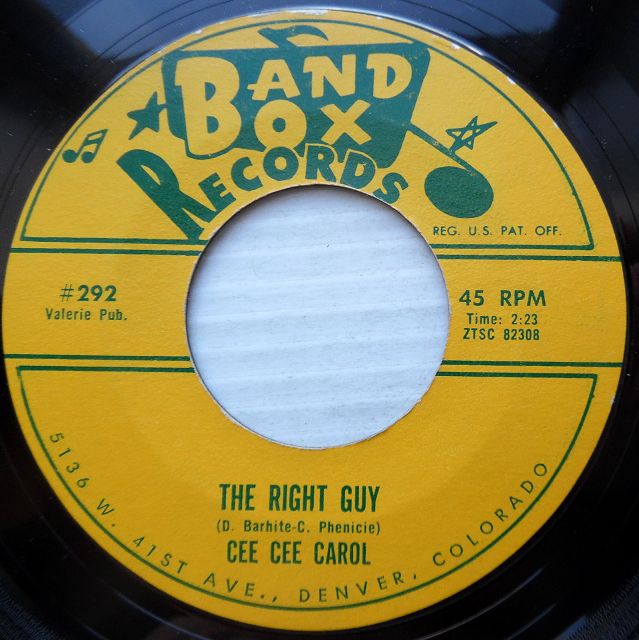 BAND
BOX
RECORDS
REG. U.S. PAT. OFF.
#292
Valerie Pub.
45 RPM
Time: 2:23
ZTSC 82308
THE RIGHT GUY
(D. Barhite-C. Phenicie)
CEE CEE CAROL
5136 W. 41ST AVE., DENVER, COLORADO